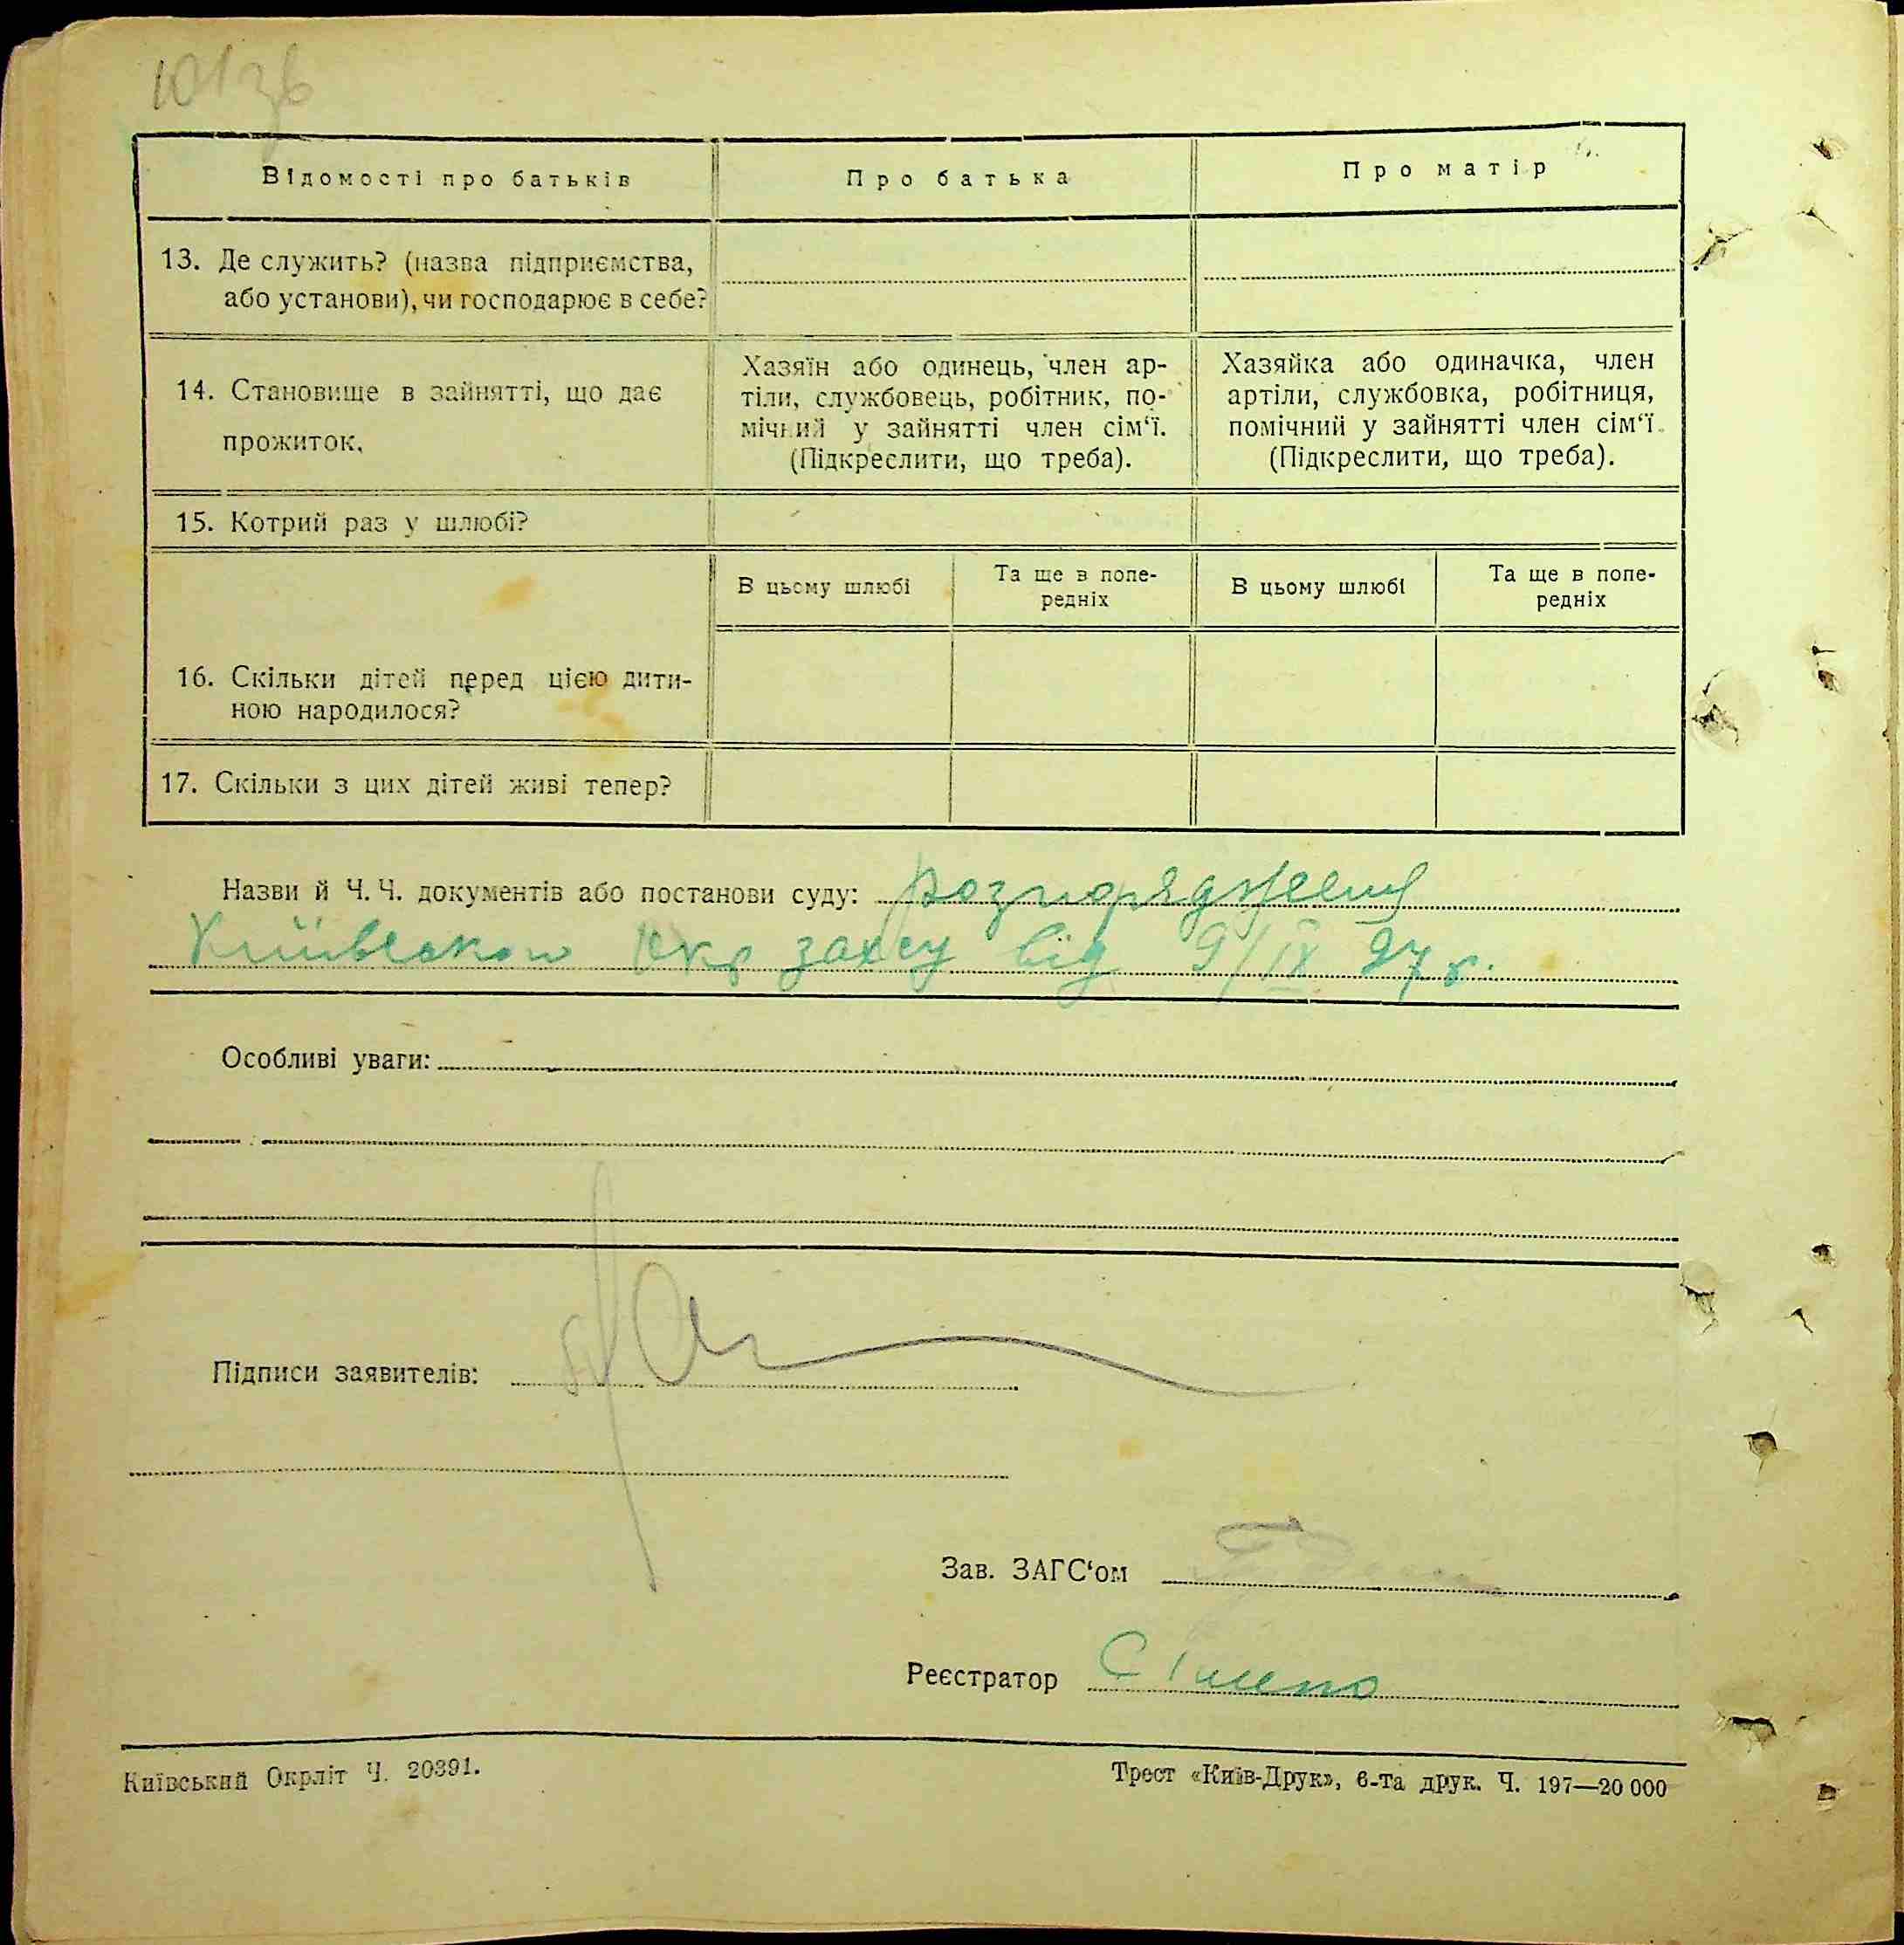 101 зв
Відомості про батьків
Про батька
Про матір
13. Де служить? (назва підприємства,
або установи), чи господарює в себе?
14. Становище в зайнятті, що дає
прожиток.
Хазяїн або одинець, член ар-
тіли, службовець, робітник, по-
мічний у зайнятті член сім‘ї.
(Підкреслити, що треба).
Хазяйка або одиначка, член
артіли, службовка, робітниця,
помічний у зайнятті член сім‘ї.
(Підкреслити, що треба).
15. Котрий раз у шлюбі?
В цьому шлюбі
Та ще в попе-
редніх
В цьому шлюбі
Та ще в попе-
редніх
16. Скільки дітей перед цією дити-
ною народилося?
17. Скільки з цих дітей живі тепер?
Назви й Ч. Ч. документів або постанови суду: розпорядження
Київського Окр загсу від 9/IX 27 р.
Особливі уваги:
Підписи заявителів:
Зав. ЗАГС‘ом
Реєстратор
Київський Окрліт Ч. 20391.
Трест «Київ-Друк», 6-та друк. Ч. 197—20 000